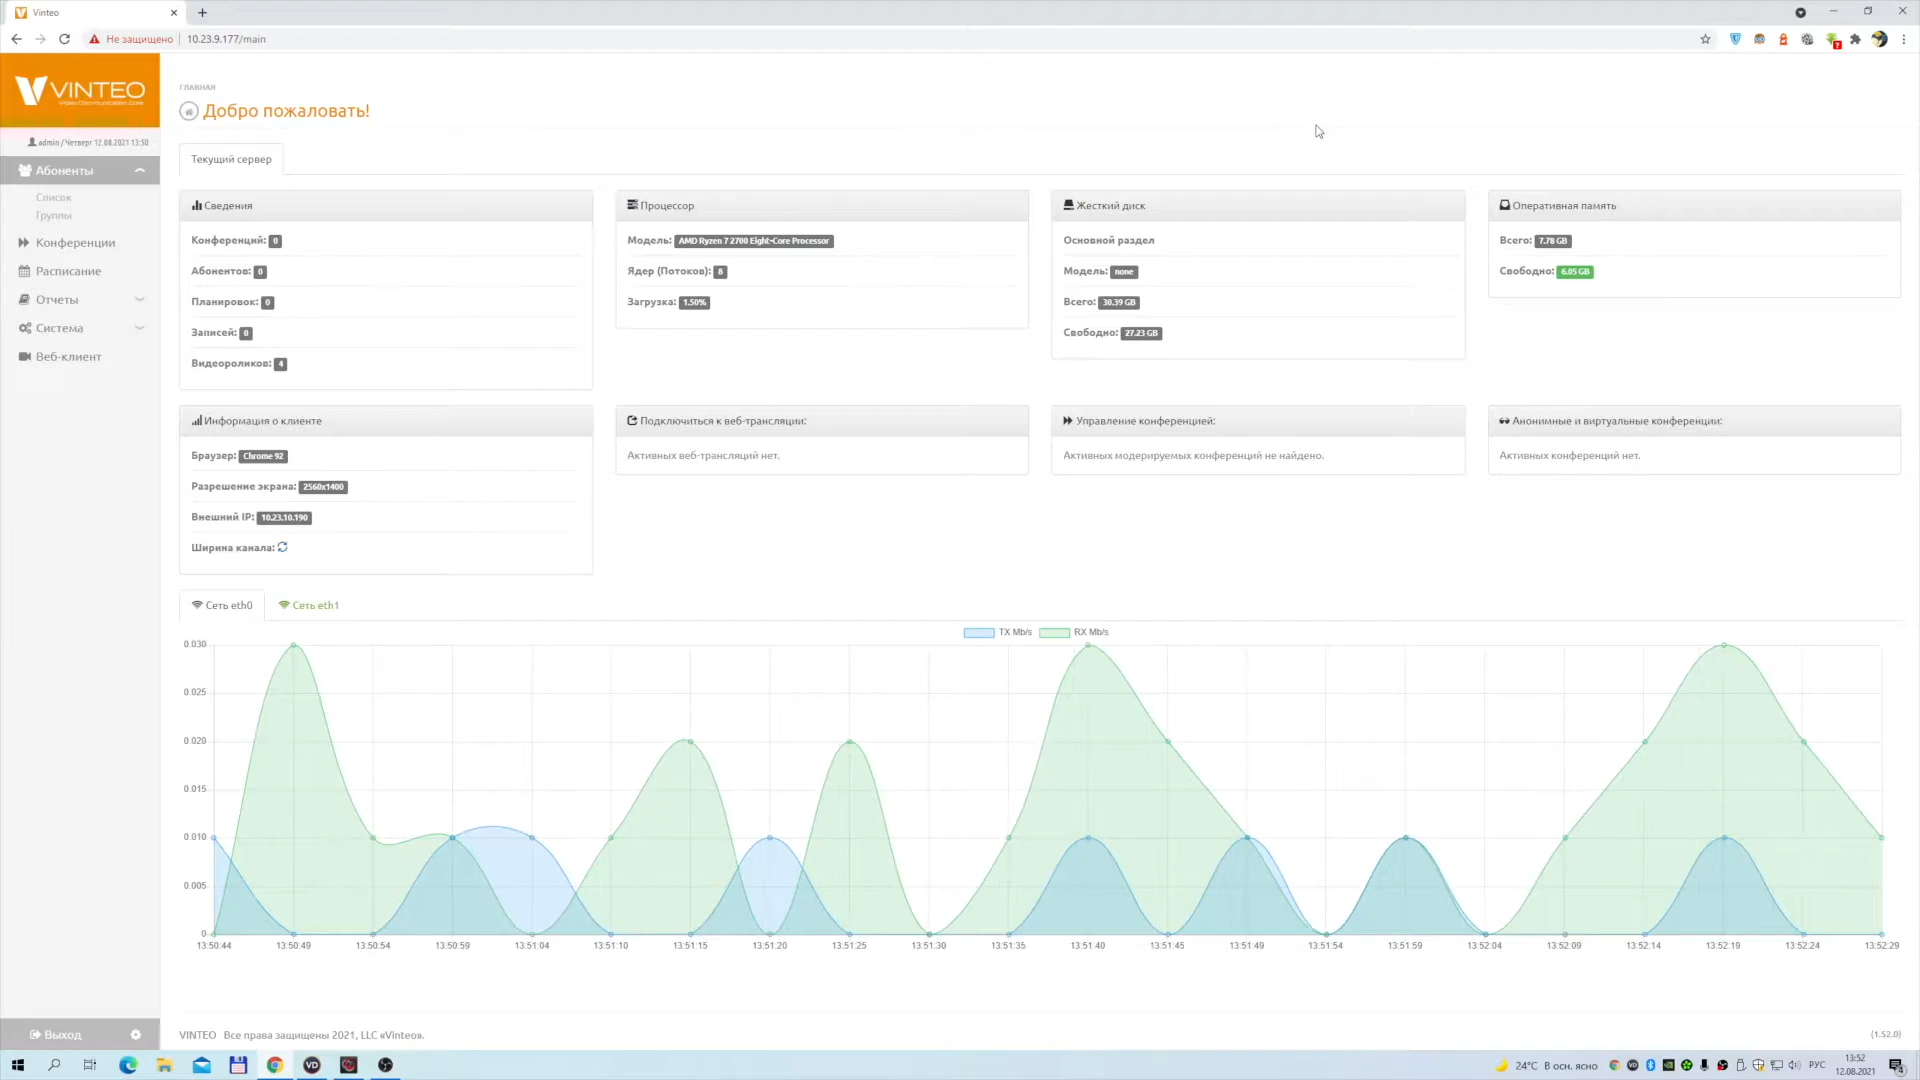 Vinteo
Не защищено
10.23.9.177/main
VINTEO
Video Communication Core
admin / Четверг 12.08.2021 13:50
Абоненты
Список
Группы
Конференции
Расписание
Отчеты
Система
Веб-клиент
Выход
ГЛАВНАЯ
Добро пожаловать!
Текущий сервер
Сведения
Конференций: 0
Абонентов: 0
Планировок: 0
Записей: 0
Видеороликов: 4
Процессор
Модель: AMD Ryzen 7 2700 Eight-Core Processor
Ядер (Потоков): 8
Загрузка: 1.50%
Жесткий диск
Основной раздел
Модель: none
Всего: 30.39 GB
Свободно: 27.23 GB
Оперативная память
Всего: 7.78 GB
Свободно: 6.05 GB
Информация о клиенте
Браузер: Chrome 92
Разрешение экрана: 2560x1400
Внешний IP: 10.23.10.190
Ширина канала:
Подключиться к веб-трансляции:
Активных веб-трансляций нет.
Управление конференцией:
Активных модерируемых конференций не найдено.
Анонимные и виртуальные конференции:
Активных конференций нет.
Сеть eth0
Сеть eth1
TX Mb/s RX Mb/s
0.030
0.025
0.020
0.015
0.010
0.005
0
13:50:44 13:50:49 13:50:54 13:50:59 13:51:04 13:51:10 13:51:15 13:51:20 13:51:25 13:51:30 13:51:35 13:51:40 13:51:45 13:51:49 13:51:54 13:51:59 13:52:04 13:52:09 13:52:14 13:52:19 13:52:24 13:52:29
VINTEO Все права защищены 2021, LLC «Vinteo».
(1.52.0)
VD
24°C В осн. ясно
РУС
13:52
12.08.2021